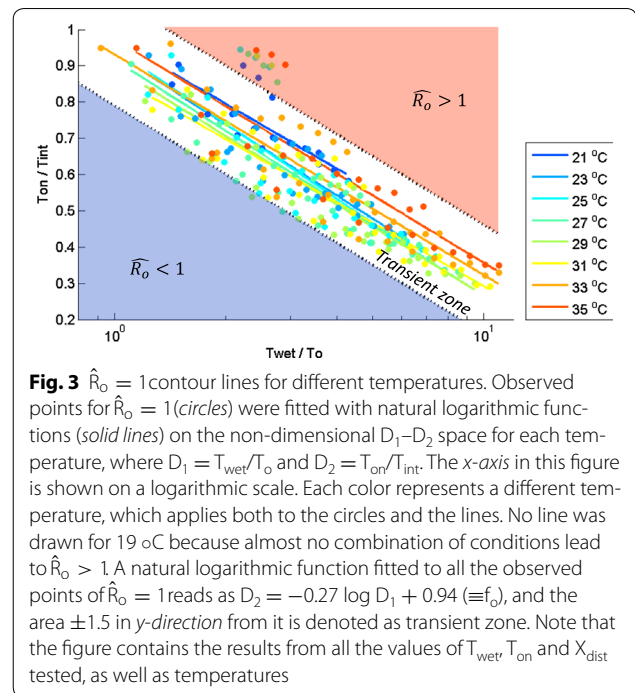 1
0.9
0.8
0.7
0.6
0.5
0.4
0.3
0.2
Ton / Tint
R̂ₒ > 1
R̂ₒ < 1
Transient zone
10⁰
10¹
Twet / To
21 ⁰C
23 ⁰C
25 ⁰C
27 ⁰C
29 ⁰C
31 ⁰C
33 ⁰C
35 ⁰C
Fig. 3 R̂ₒ = 1contour lines for different temperatures. Observed
points for R̂ₒ = 1(circles) were fitted with natural logarithmic func-
tions (solid lines) on the non-dimensional D₁–D₂ space for each tem-
perature, where D₁ = Twet/Tₒ and D₂ = Ton/Tint. The x-axis in this figure
is shown on a logarithmic scale. Each color represents a different tem-
perature, which applies both to the circles and the lines. No line was
drawn for 19 ∘C because almost no combination of conditions lead
to R̂ₒ > 1. A natural logarithmic function fitted to all the observed
points of R̂ₒ = 1reads as D₂ = −0.27 log D₁ + 0.94 (≡fₒ), and the
area ±1.5 in y-direction from it is denoted as transient zone. Note that
the figure contains the results from all the values of Twet, Ton and Xdist
tested, as well as temperatures